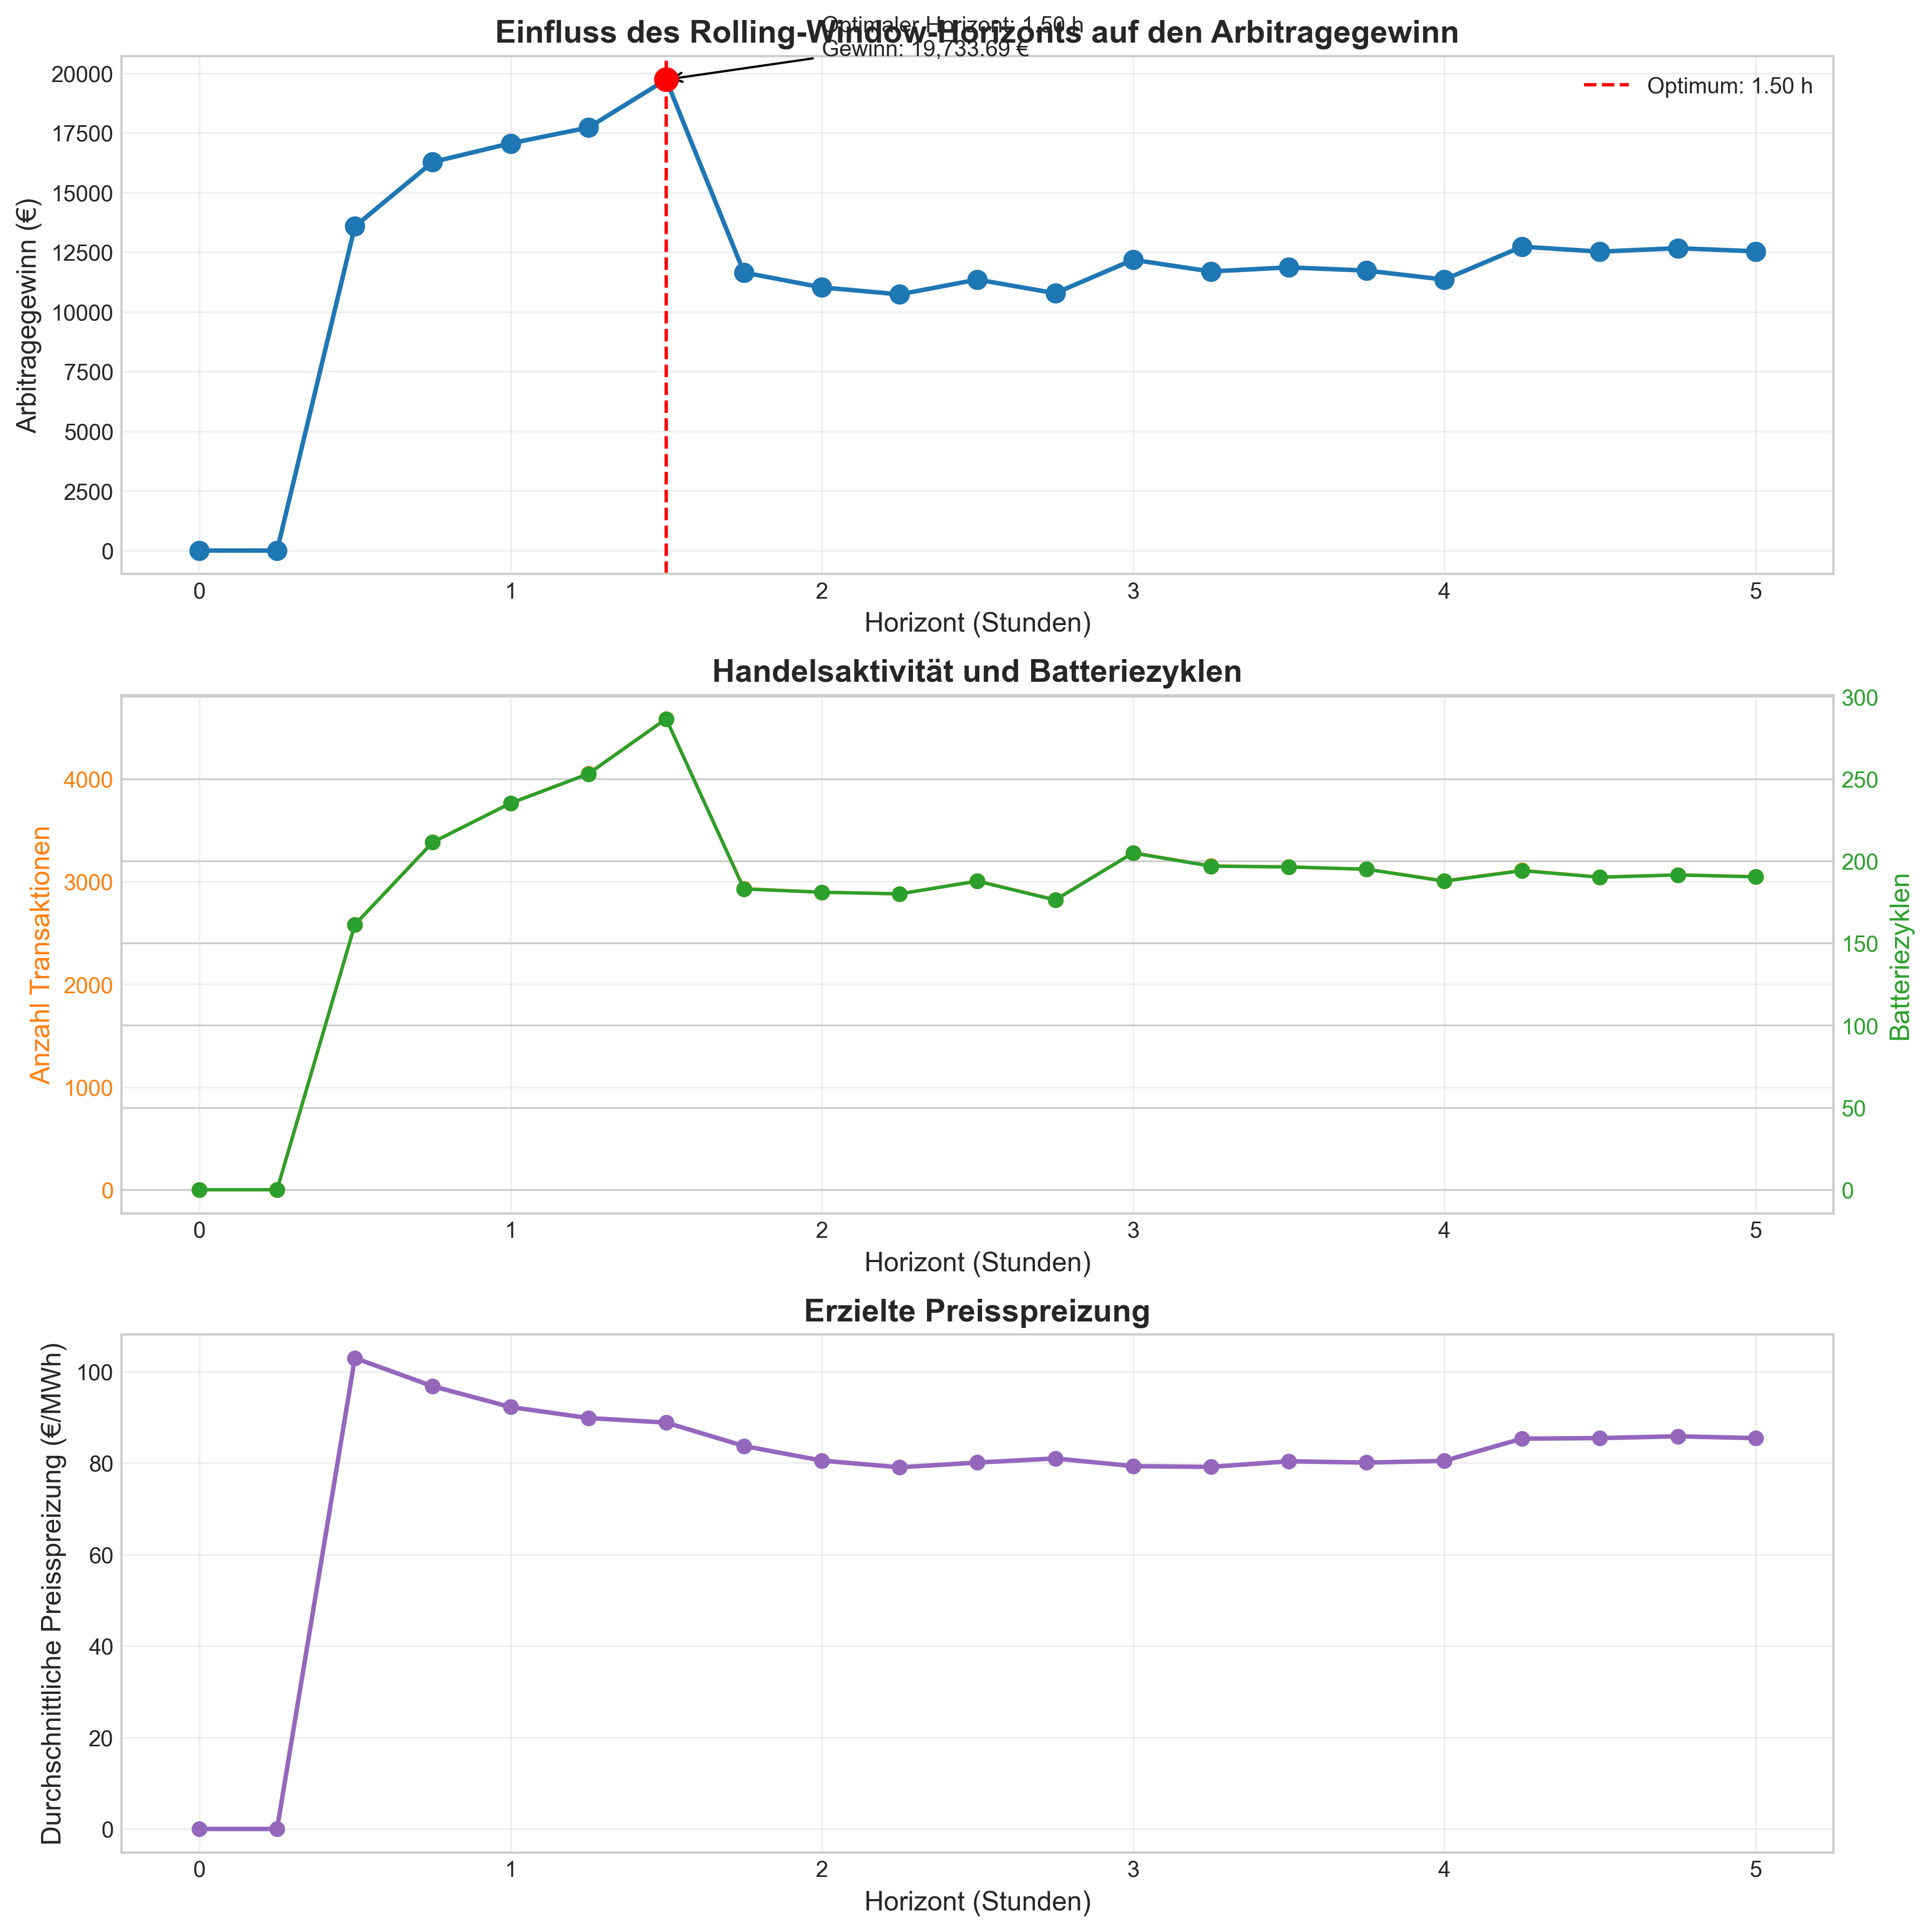 Optimaler Horizont: 1.50 h
Einfluss des Rolling-Window-Horizonts auf den Arbitragegewinn
Gewinn: 19,733.69 €
Optimum: 1.50 h
Arbitragegewinn (€)
20000
17500
15000
12500
10000
7500
5000
2500
0
0 1 2 3 4 5
Horizont (Stunden)
Handelsaktivität und Batteriezyklen
Anzahl Transaktionen
4000
3000
2000
1000
0
300
250
200
150
100
50
0
Batteriezyklen
0 1 2 3 4 5
Horizont (Stunden)
Erzielte Preisspreizung
Durchschnittliche Preisspreizung (€/MWh)
100
80
60
40
20
0
0 1 2 3 4 5
Horizont (Stunden)